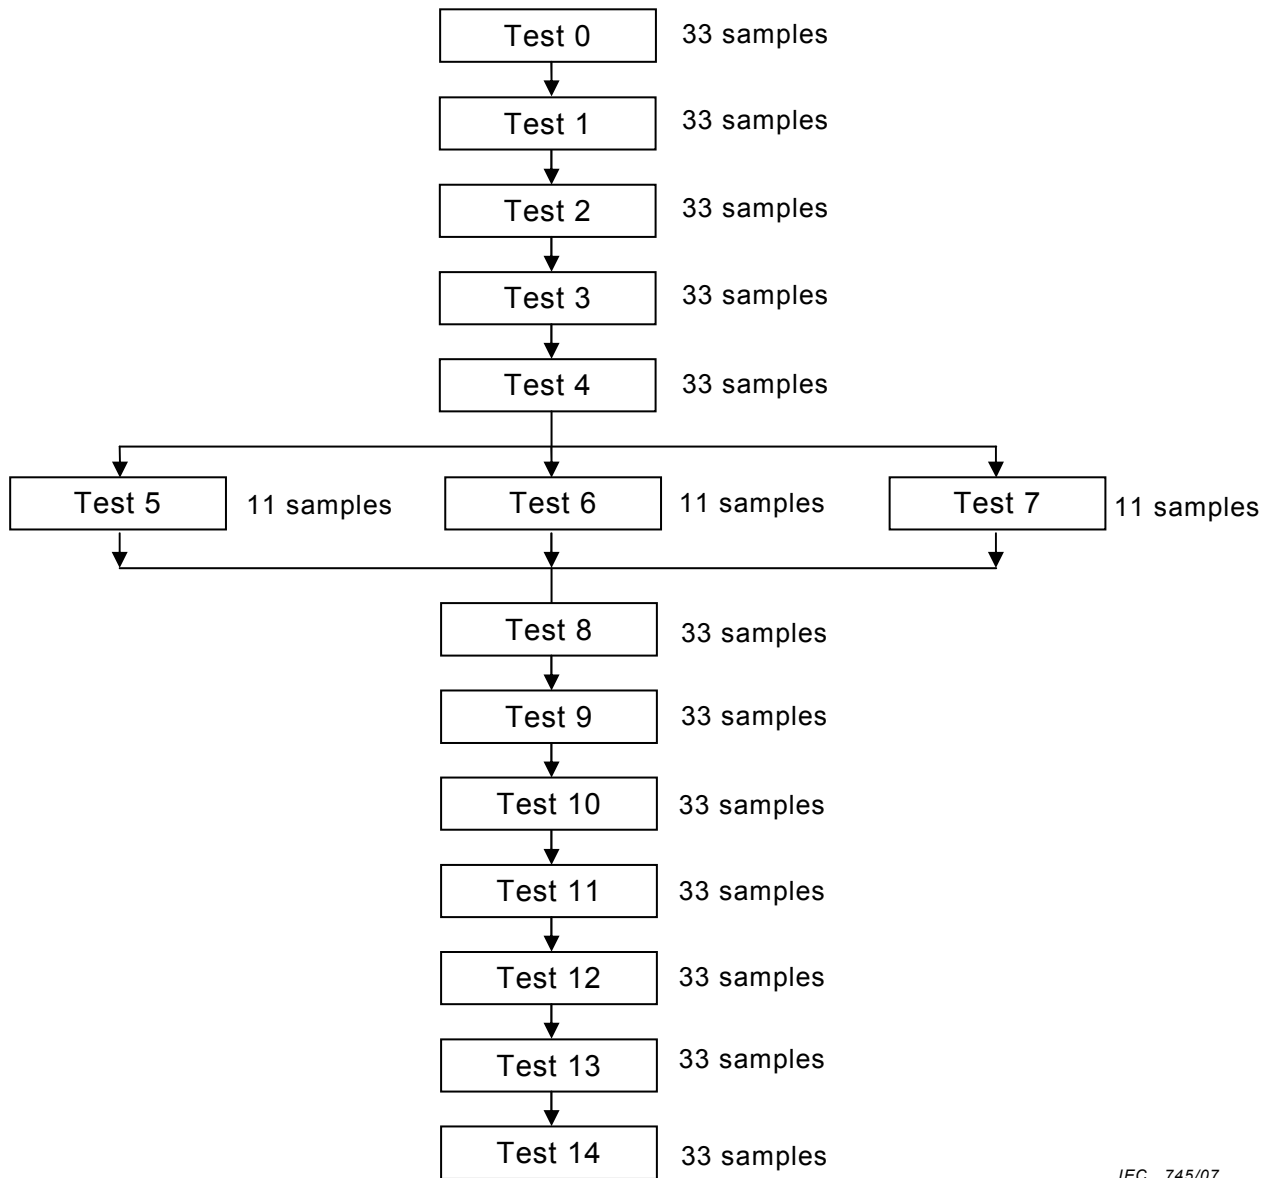 Test 0 33 samples
Test 1 33 samples
Test 2 33 samples
Test 3 33 samples
Test 4 33 samples
Test 5 11 samples Test 6 11 samples Test 7 11 samples
Test 8 33 samples
Test 9 33 samples
Test 10 33 samples
Test 11 33 samples
Test 12 33 samples
Test 13 33 samples
Test 14 33 samples
IEC 745/07